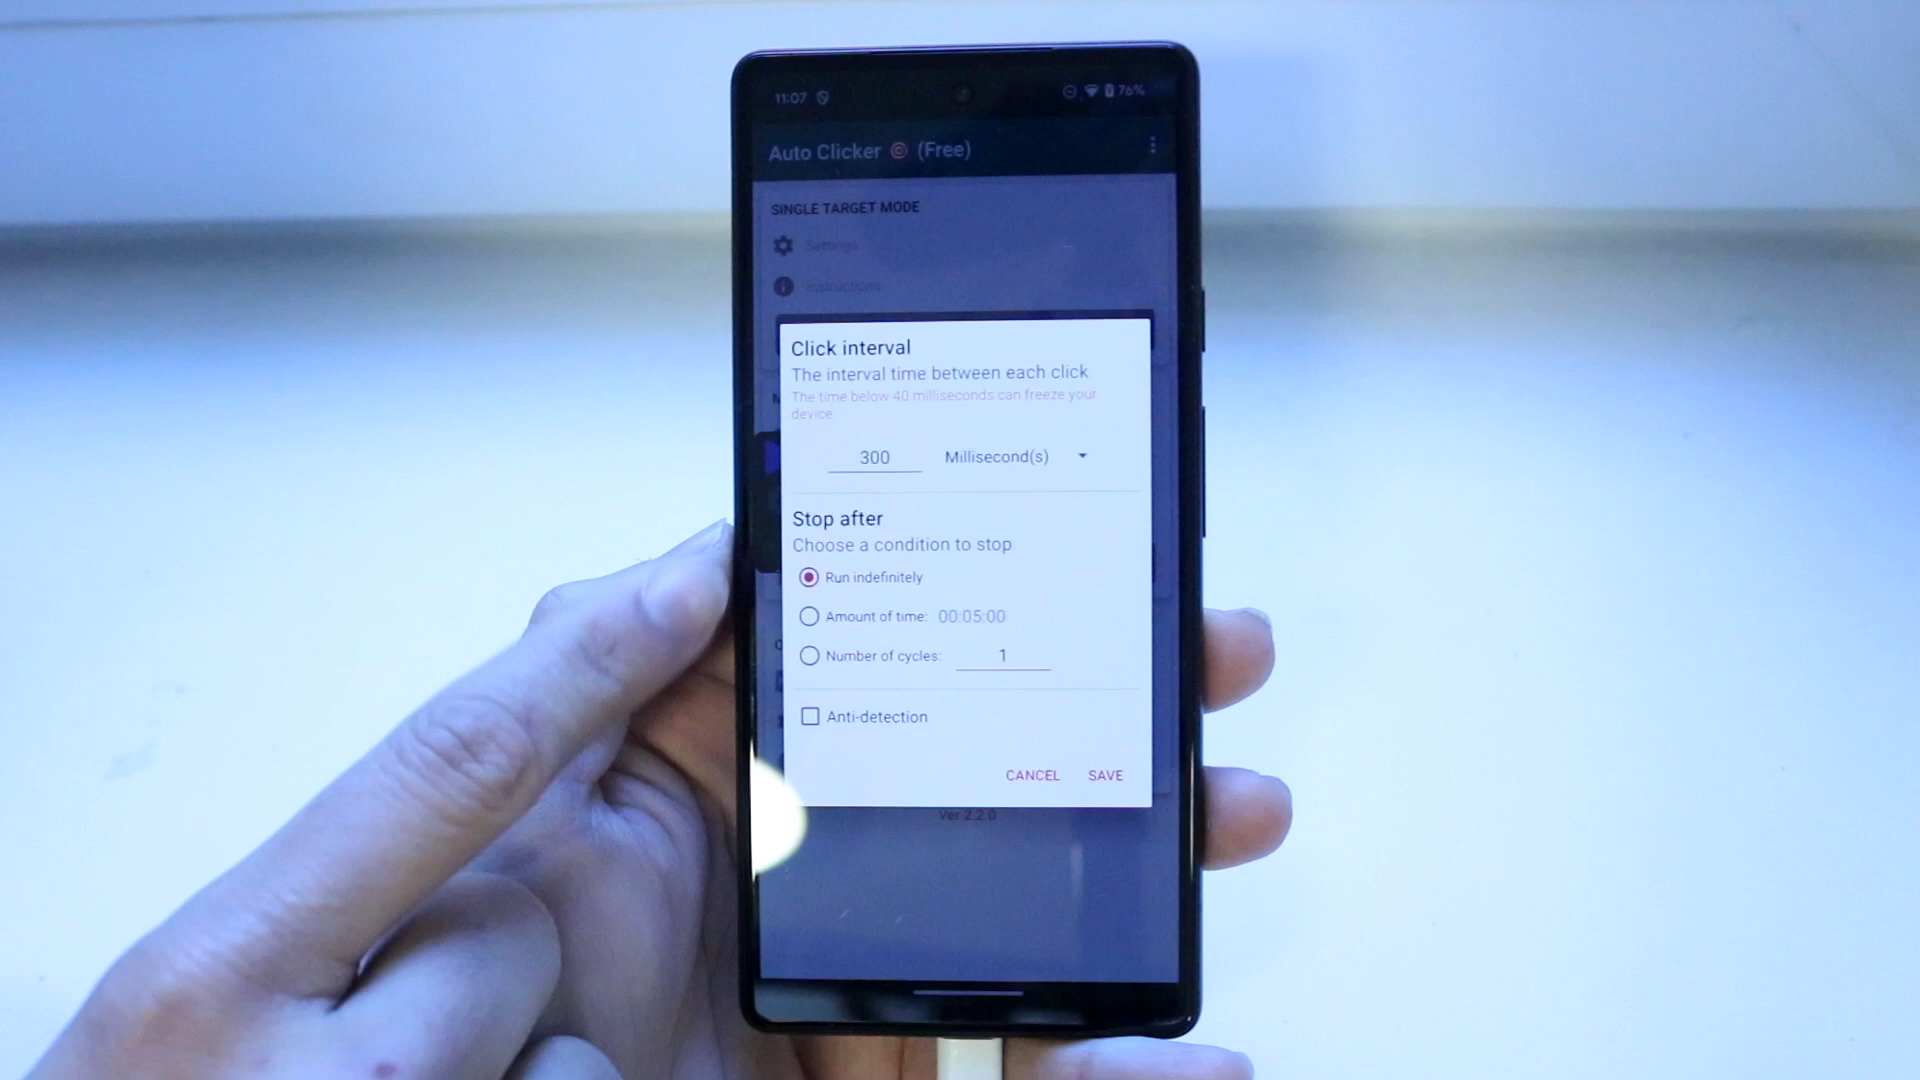 11:07 76%
Auto Clicker (Free)
SINGLE TARGET MODE
Settings
Instructions
Click interval
The interval time between each click
The time below 40 milliseconds can freeze your
device.
300 Millisecond(s)
Stop after
Choose a condition to stop
Run indefinitely
Amount of time: 00:05:00
Number of cycles: 1
Anti-detection
CANCEL SAVE
Ver 2.2.0